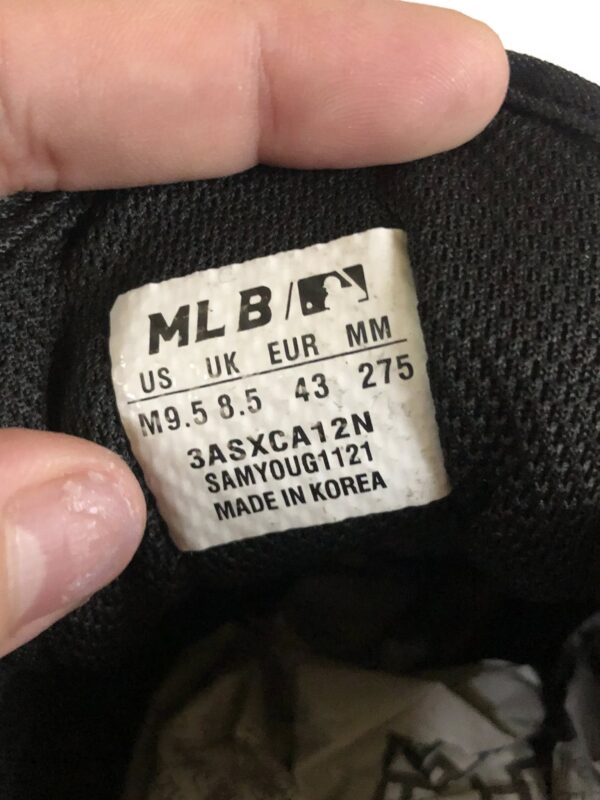 MLB/
US UK EUR MM
M9.5 8.5 43 275
3ASXCA12N
SAMYOUG1121
MADE IN KOREA